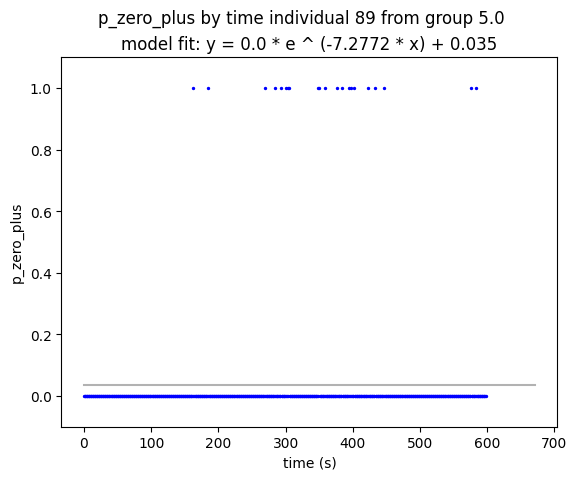 p_zero_plus by time individual 89 from group 5.0
model fit: y = 0.0 * e ^ (-7.2772 * x) + 0.035
1.0
0.8
0.6
0.4
0.2
0.0
p_zero_plus
0 100 200 300 400 500 600 700
time (s)